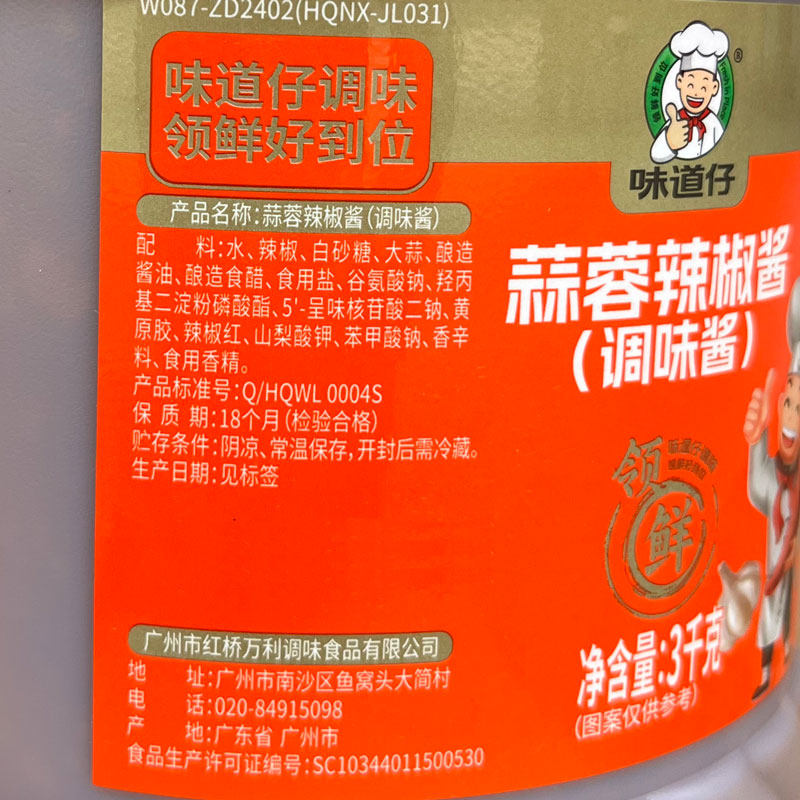 W087-ZD2402(HQNX-JL031)
味道仔调味
领鲜好到位
产品名称:蒜蓉辣椒酱(调味酱)
配 料:水、辣椒、白砂糖、大蒜、酿造
酱油、酿造食醋、食用盐、谷氨酸钠、羟丙
基二淀粉磷酸酯、5'-呈味核苷酸二钠、黄
原胶、辣椒红、山梨酸钾、苯甲酸钠、香辛
料、食用香精。
产品标准号:Q/HQWL 0004S
保 质 期:18个月(检验合格)
贮存条件:阴凉、常温保存,开封后需冷藏。
生产日期:见标签
广州市红桥万利调味食品有限公司
地 址:广州市南沙区鱼窝头大简村
电 话:020-84915098
产 地:广东省 广州市
食品生产许可证编号:SC10344011500530
®
味道仔
蒜蓉辣椒酱
(调味酱)
味道仔调味
领鲜好到位
领
鲜
净含量:3千克
(图案仅供参考)